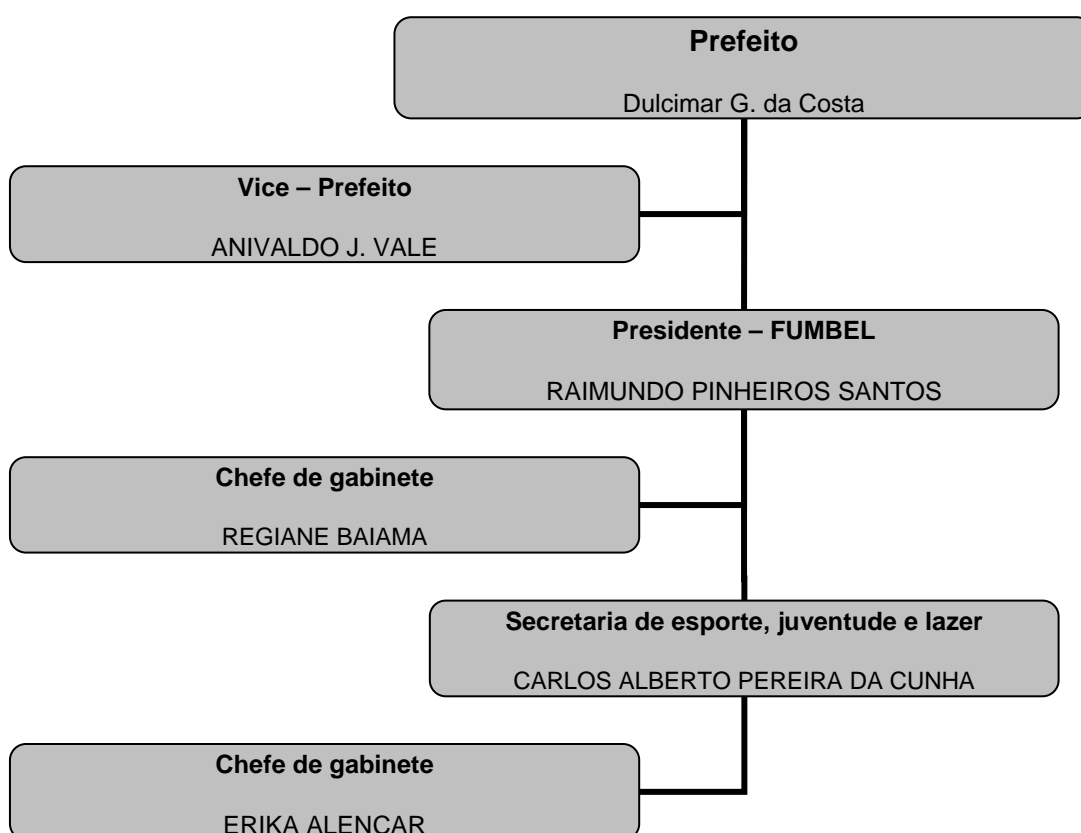 Prefeito
Dulcimar G. da Costa
Vice – Prefeito
ANIVALDO J. VALE
Presidente – FUMBEL
RAIMUNDO PINHEIROS SANTOS
Chefe de gabinete
REGIANE BAIAMA
Secretaria de esporte, juventude e lazer
CARLOS ALBERTO PEREIRA DA CUNHA
Chefe de gabinete
ERIKA ALENCAR